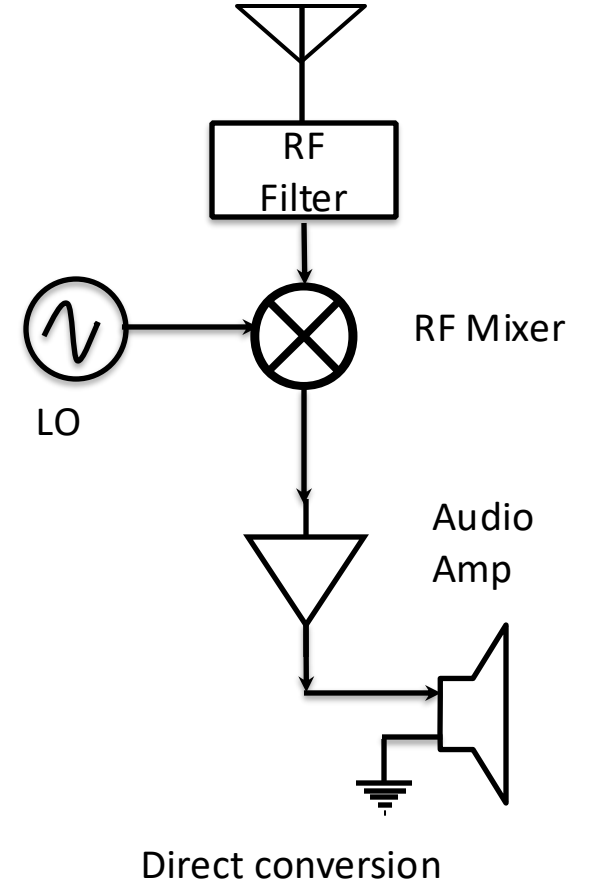 RF
Filter
RF Mixer
LO
Audio
Amp
Direct conversion